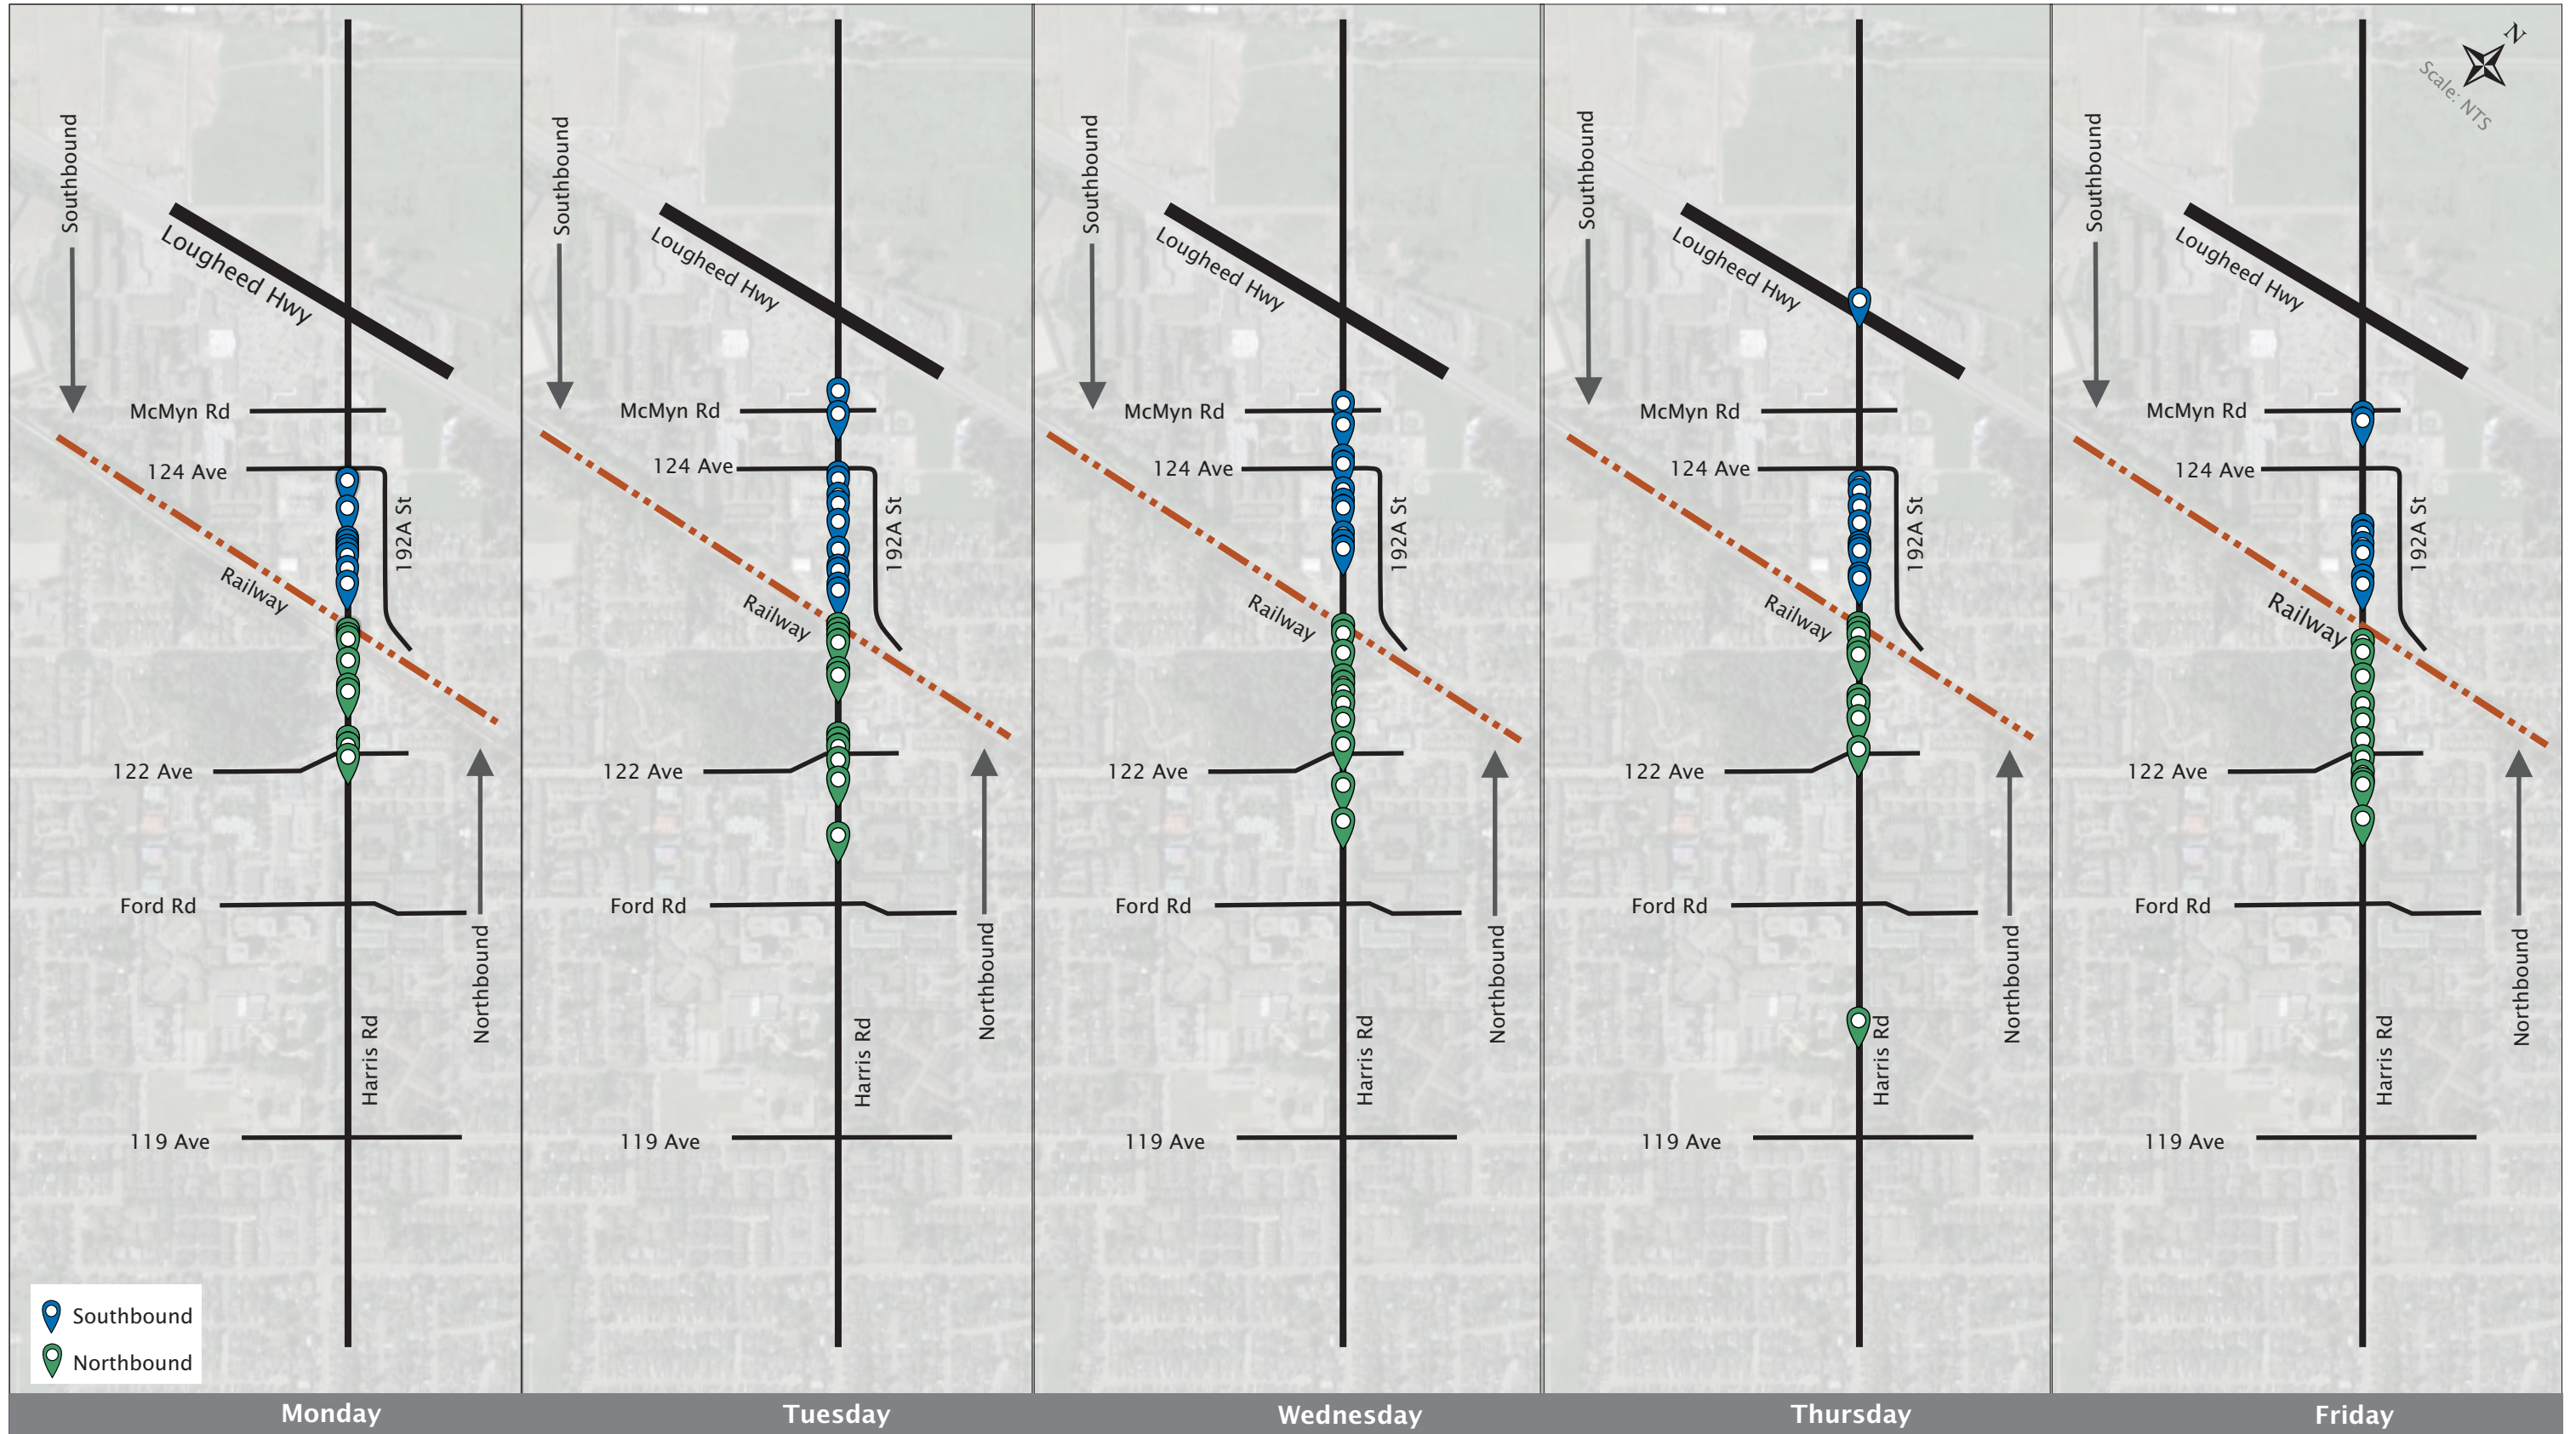 Southbound
Lougheed Hwy
McMyn Rd
124 Ave
192A St
Railway
122 Ave
Ford Rd
Northbound
Harris Rd
119 Ave
Southbound
Northbound
Monday
Southbound
Lougheed Hwy
McMyn Rd
124 Ave
192A St
Railway
122 Ave
Ford Rd
Northbound
Harris Rd
119 Ave
Tuesday
Southbound
Lougheed Hwy
McMyn Rd
124 Ave
192A St
Railway
122 Ave
Ford Rd
Northbound
Harris Rd
119 Ave
Wednesday
Southbound
Lougheed Hwy
McMyn Rd
124 Ave
192A St
Railway
122 Ave
Ford Rd
Northbound
Harris Rd
119 Ave
Thursday
N
Scale: NTS
Southbound
Lougheed Hwy
McMyn Rd
124 Ave
192A St
Railway
122 Ave
Ford Rd
Northbound
Harris Rd
119 Ave
Friday